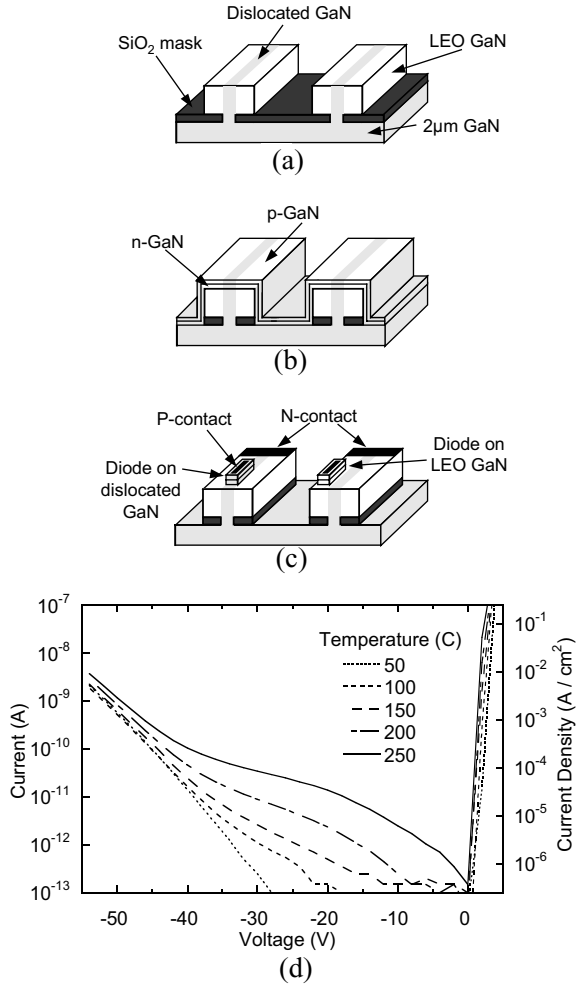 Dislocated GaN
SiO2 mask
LEO GaN
2μm GaN
(a)
p-GaN
n-GaN
(b)
P-contact
N-contact
Diode on
dislocated
GaN
Diode on
LEO GaN
(c)
10^-7
10^-8
10^-9
10^-10
10^-11
10^-12
10^-13
Current (A)
Temperature (C)
50
100
150
200
250
10^-1
10^-2
10^-3
10^-4
10^-5
10^-6
Current Density (A / cm^2)
-50
-40
-30
-20
-10
0
Voltage (V)
(d)